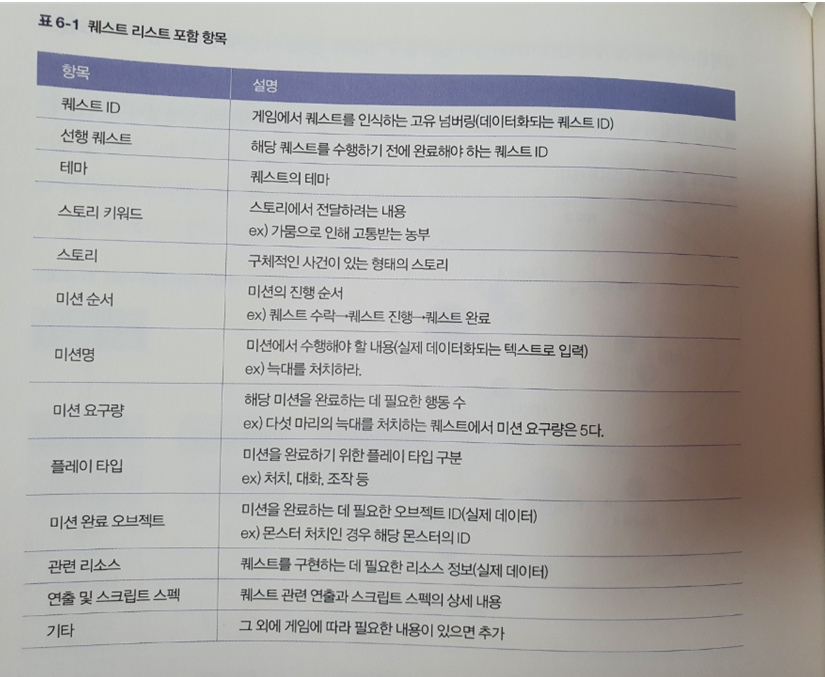 표 6-1 퀘스트 리스트 포함 항목
항목 설명
퀘스트 ID 게임에서 퀘스트를 인식하는 고유 넘버링(데이터화되는 퀘스트 ID)
선행 퀘스트 해당 퀘스트를 수행하기 전에 완료해야 하는 퀘스트 ID
테마 퀘스트의 테마
스토리 키워드 스토리에서 전달하려는 내용
ex) 가뭄으로 인해 고통받는 농부
스토리 구체적인 사건이 있는 형태의 스토리
미션 순서 미션의 진행 순서
ex) 퀘스트 수락→퀘스트 진행→퀘스트 완료
미션명 미션에서 수행해야 할 내용(실제 데이터화되는 텍스트로 입력)
ex) 늑대를 처치하라.
미션 요구량 해당 미션을 완료하는 데 필요한 행동 수
ex) 다섯 마리의 늑대를 처치하는 퀘스트에서 미션 요구량은 5다.
플레이 타입 미션을 완료하기 위한 플레이 타입 구분
ex) 처치, 대화, 조작 등
미션 완료 오브젝트 미션을 완료하는 데 필요한 오브젝트 ID(실제 데이터)
ex) 몬스터 처치인 경우 해당 몬스터의 ID
관련 리소스 퀘스트를 구현하는 데 필요한 리소스 정보(실제 데이터)
연출 및 스크립트 스펙 퀘스트 관련 연출과 스크립트 스펙의 상세 내용
기타 그 외에 게임에 따라 필요한 내용이 있으면 추가